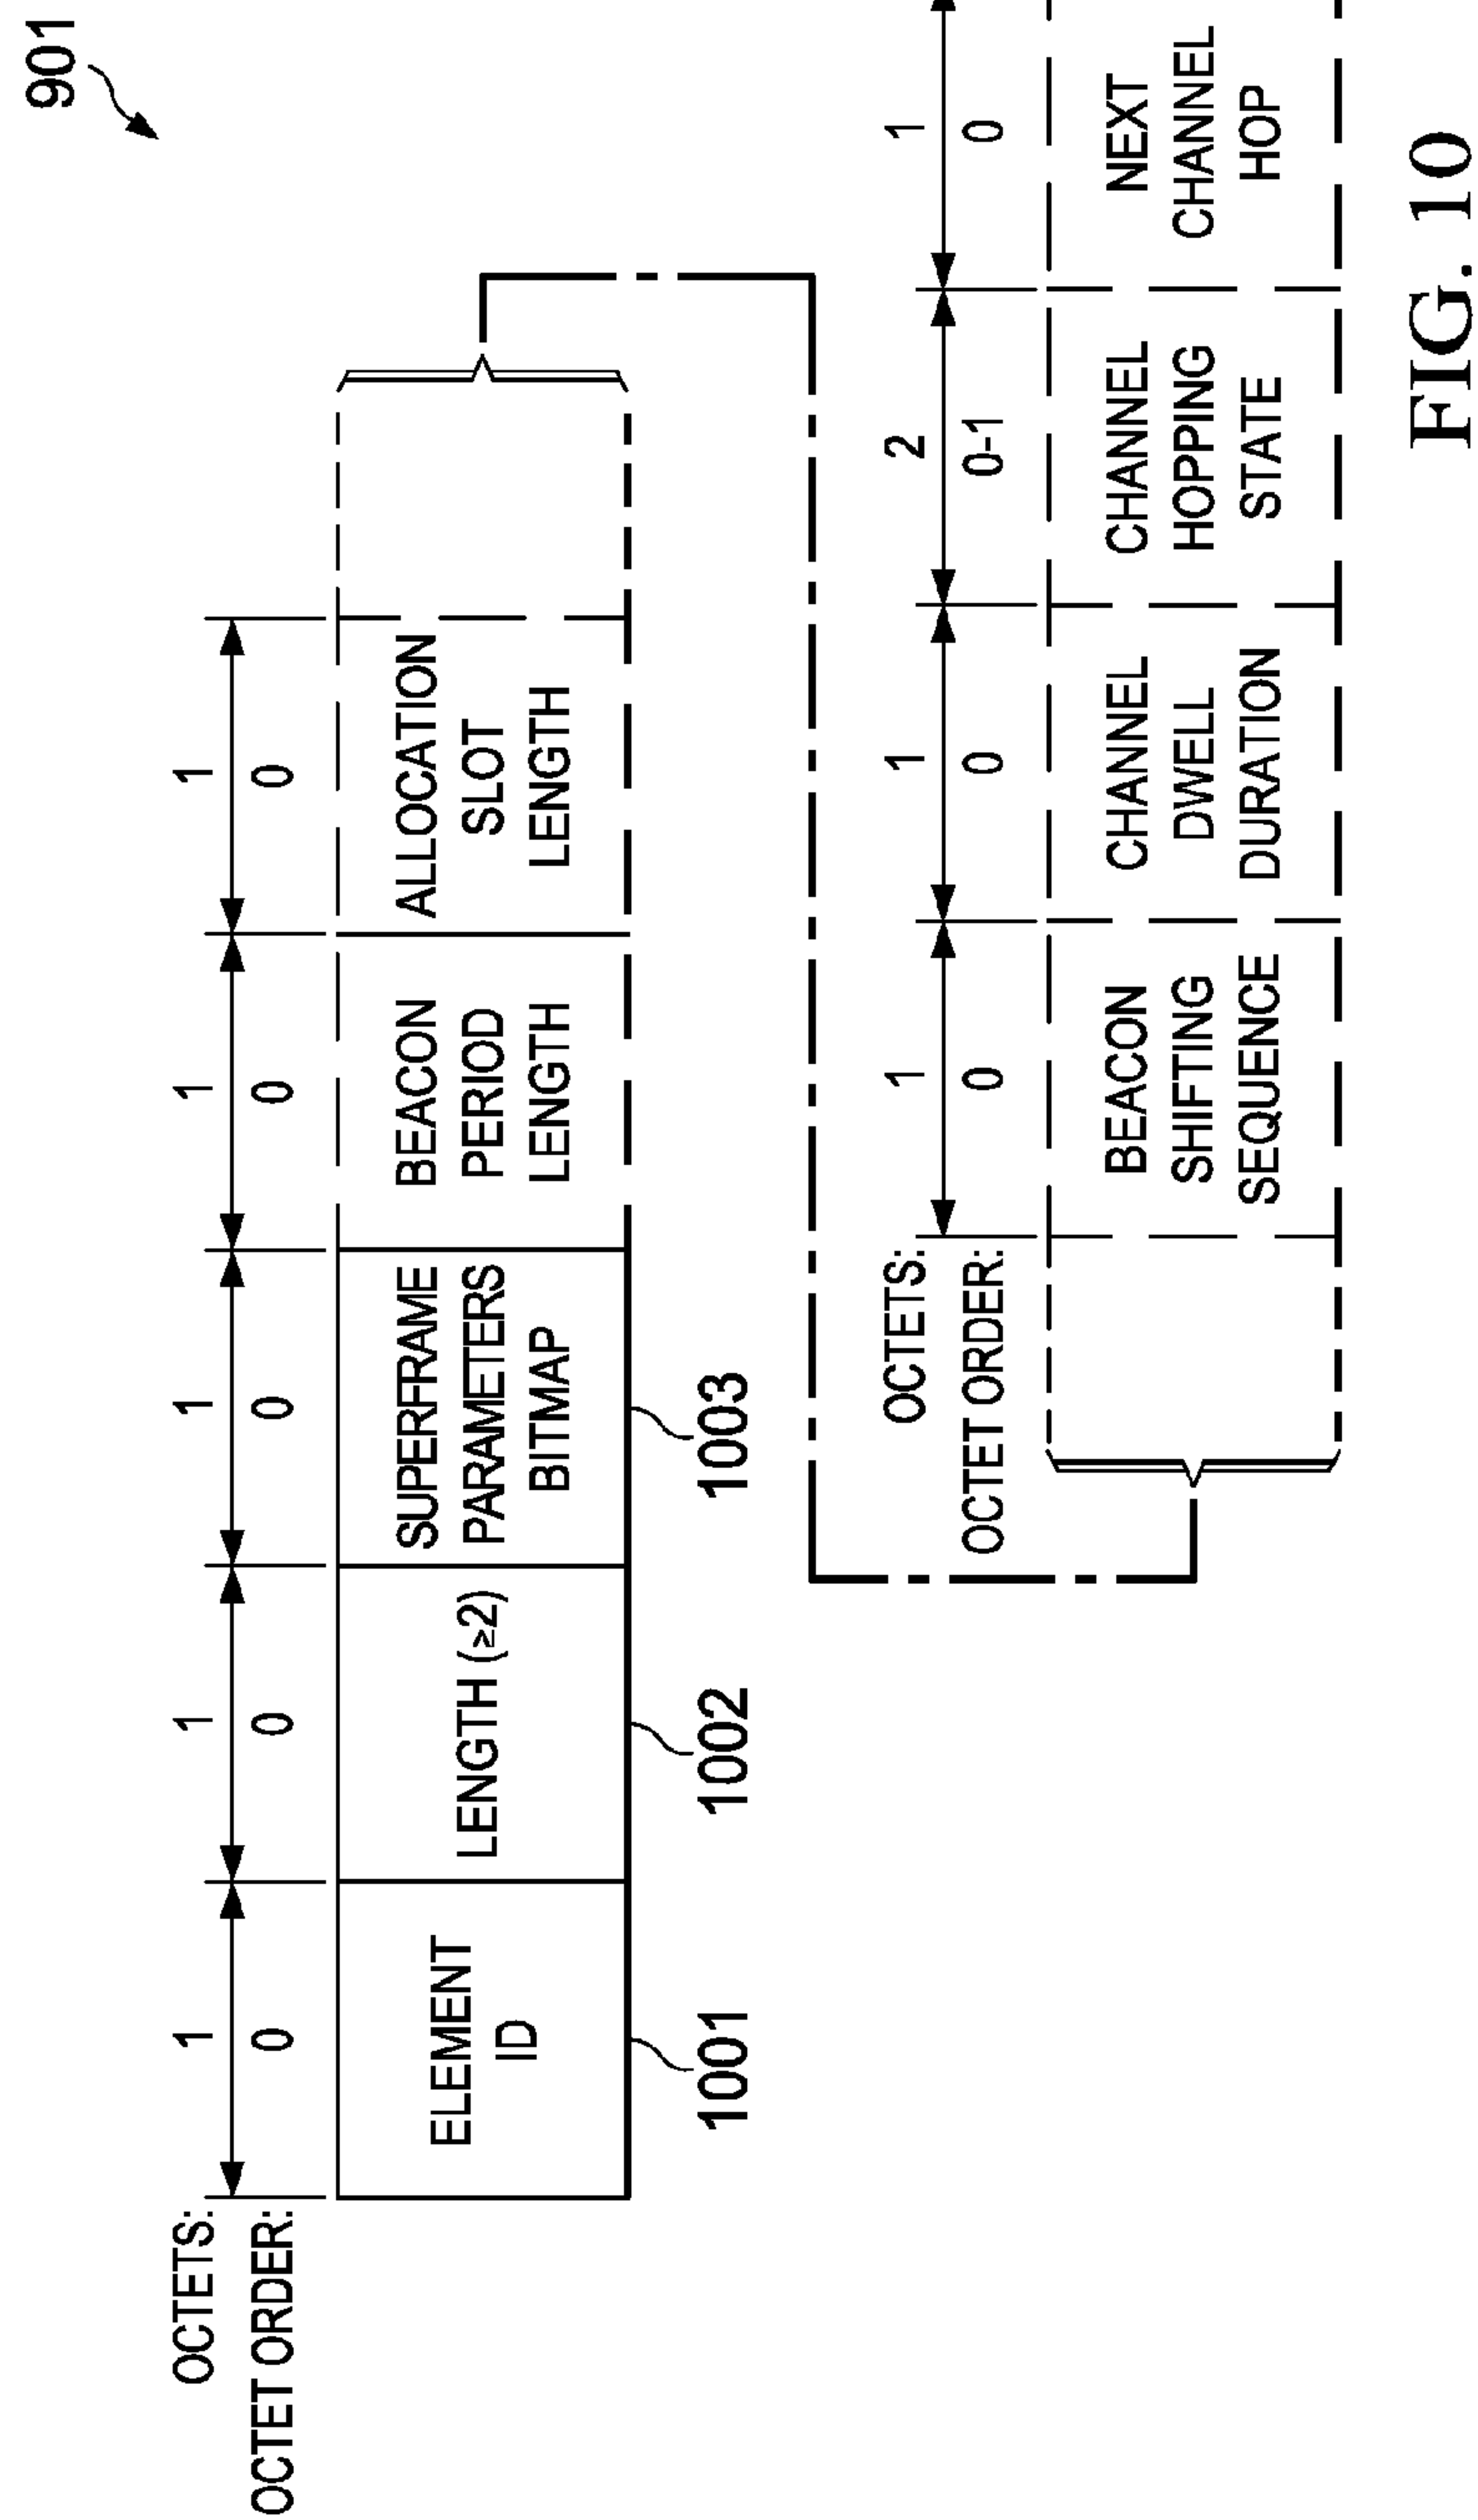 901
OCTETS: 1 1 1 1 1
OCTET ORDER: 0 0 0 0 0
ELEMENT
ID
LENGTH (≥2)
SUPERFRAME
PARAMETERS
BITMAP
BEACON
PERIOD
LENGTH
ALLOCATION
SLOT
LENGTH
1001
1002
1003
OCTETS: 1 1 2 1
OCTET ORDER: 0 0 0-1 0
BEACON
SHIFTING
SEQUENCE
CHANNEL
DWELL
DURATION
CHANNEL
HOPPING
STATE
NEXT
CHANNEL
HOP
FIG. 10